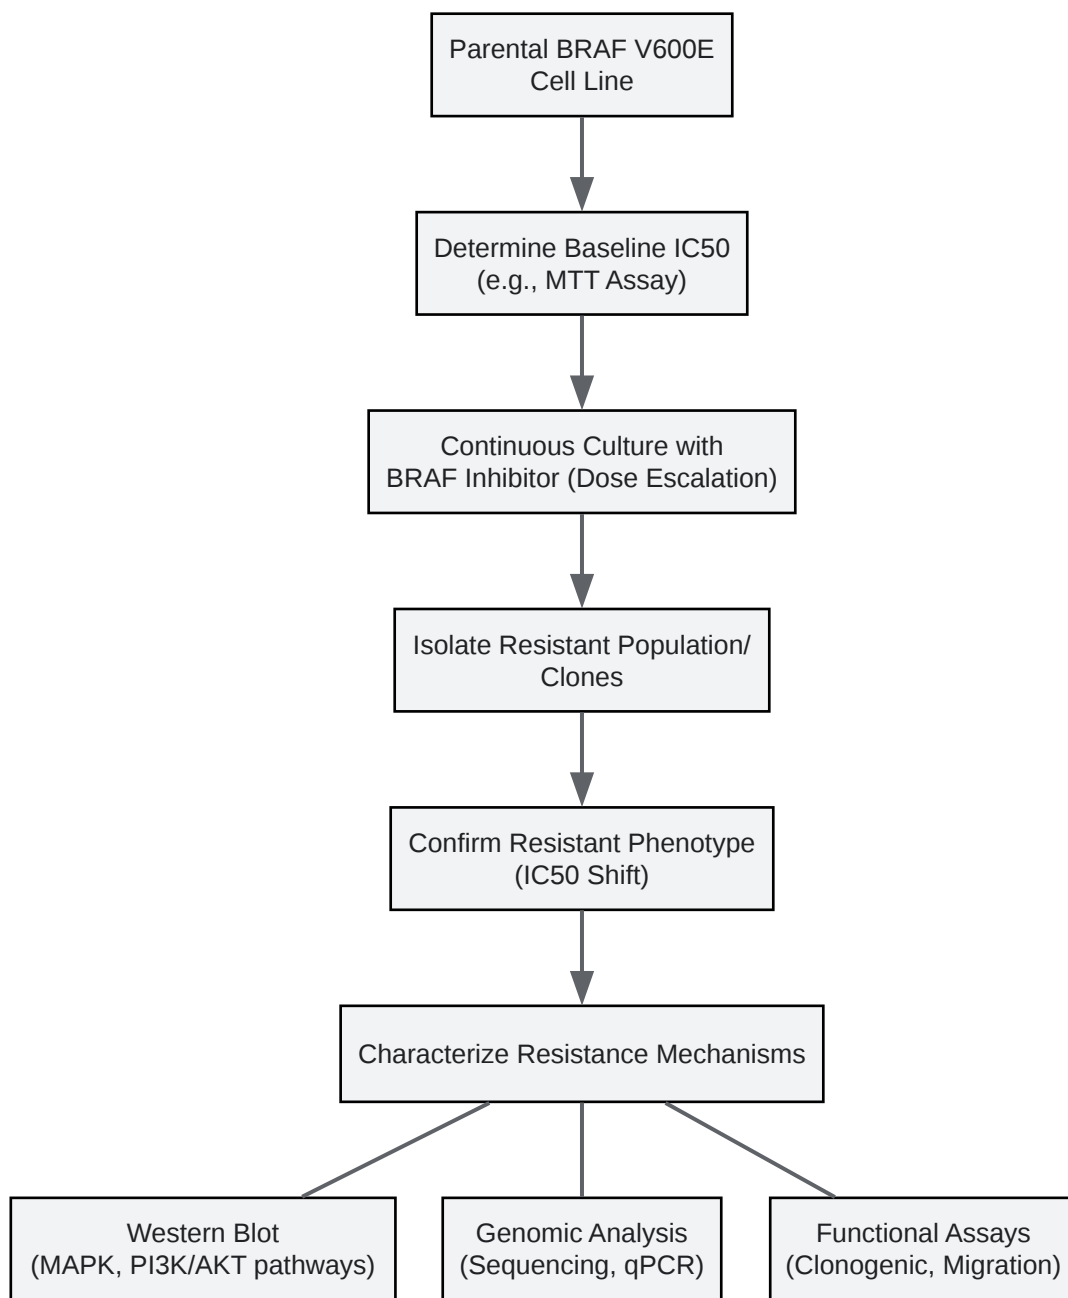 Parental BRAF V600E
Cell Line
Determine Baseline IC50
(e.g., MTT Assay)
Continuous Culture with
BRAF Inhibitor (Dose Escalation)
Isolate Resistant Population/
Clones
Confirm Resistant Phenotype
(IC50 Shift)
Characterize Resistance Mechanisms
Western Blot
(MAPK, PI3K/AKT pathways)
Genomic Analysis
(Sequencing, qPCR)
Functional Assays
(Clonogenic, Migration)